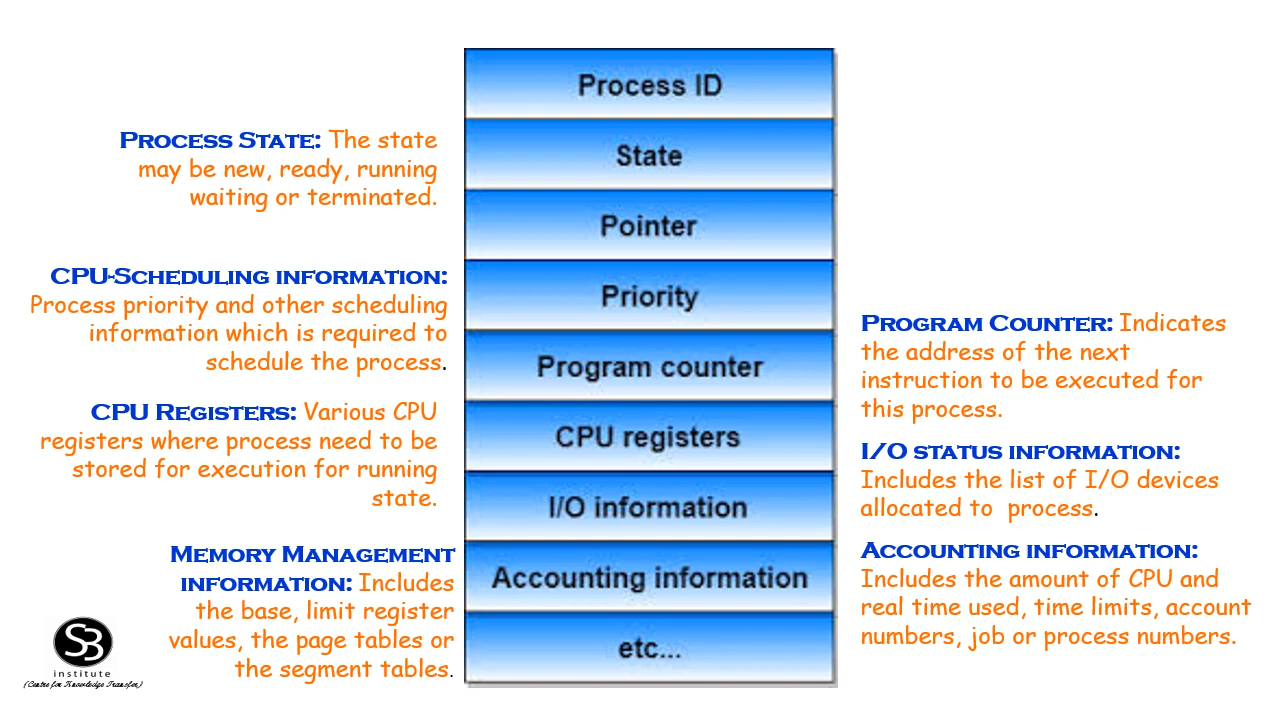 Process ID
State
Pointer
Priority
Program counter
CPU registers
I/O information
Accounting information
etc...
Process State: The state
may be new, ready, running
waiting or terminated.
CPU-Scheduling information:
Process priority and other scheduling
information which is required to
schedule the process.
CPU Registers: Various CPU
registers where process need to be
stored for execution for running
state.
Memory Management
information: Includes
the base, limit register
values, the page tables or
the segment tables.
Program Counter: Indicates
the address of the next
instruction to be executed for
this process.
I/O status information:
Includes the list of I/O devices
allocated to process.
Accounting information:
Includes the amount of CPU and
real time used, time limits, account
numbers, job or process numbers.
SB
institute
(Centre for Knowledge Transfer)